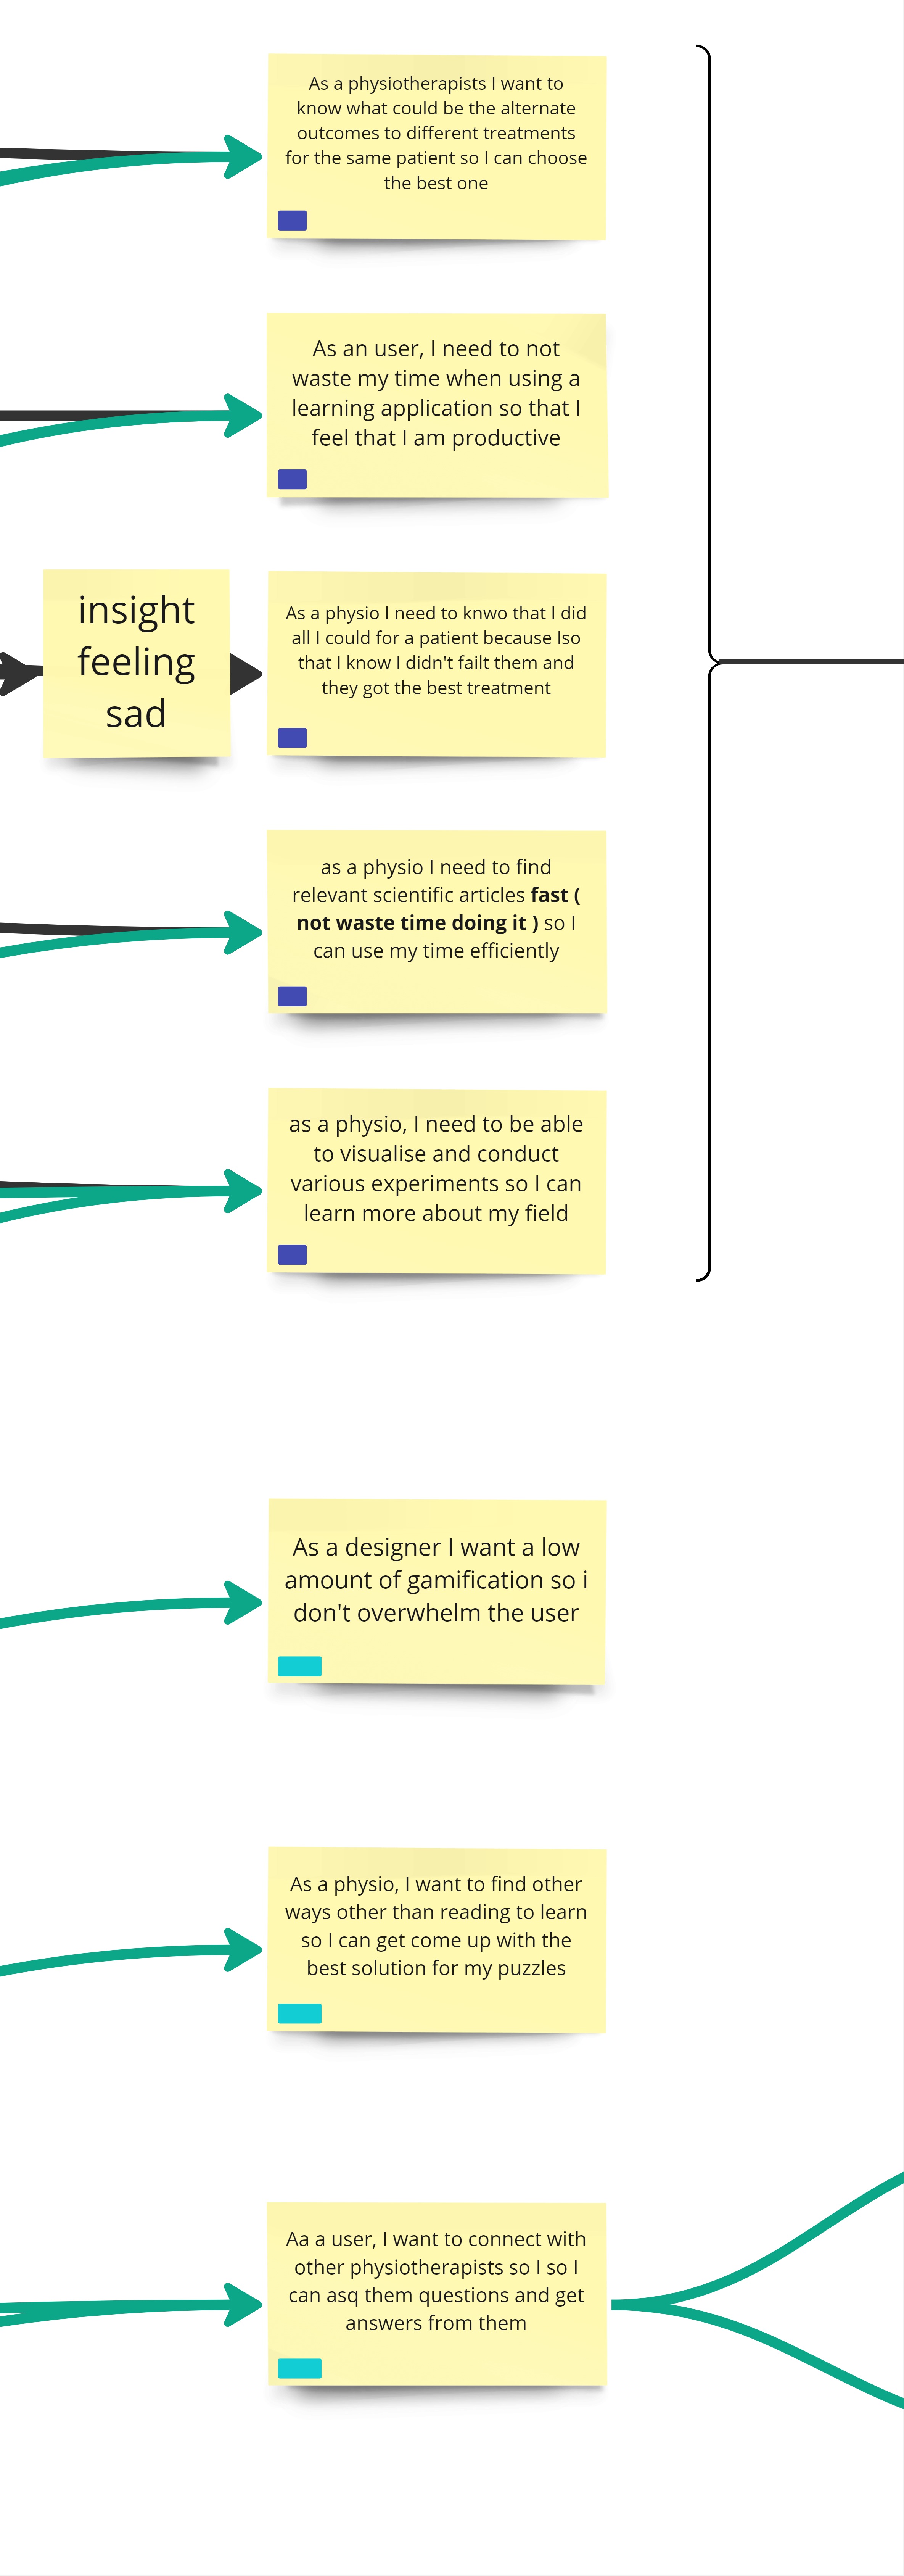 As a physiotherapists I want to
know what could be the alternate
outcomes to different treatments
for the same patient so I can choose
the best one
As an user, I need to not
waste my time when using a
learning application so that I
feel that I am productive
insight
feeling
sad
As a physio I need to knwo that I did
all I could for a patient because Iso
that I know I didn't failt them and
they got the best treatment
as a physio I need to find
relevant scientific articles fast (
not waste time doing it ) so I
can use my time efficiently
as a physio, I need to be able
to visualise and conduct
various experiments so I can
learn more about my field
As a designer I want a low
amount of gamification so i
don't overwhelm the user
As a physio, I want to find other
ways other than reading to learn
so I can get come up with the
best solution for my puzzles
Aa a user, I want to connect with
other physiotherapists so I so I
can asq them questions and get
answers from them